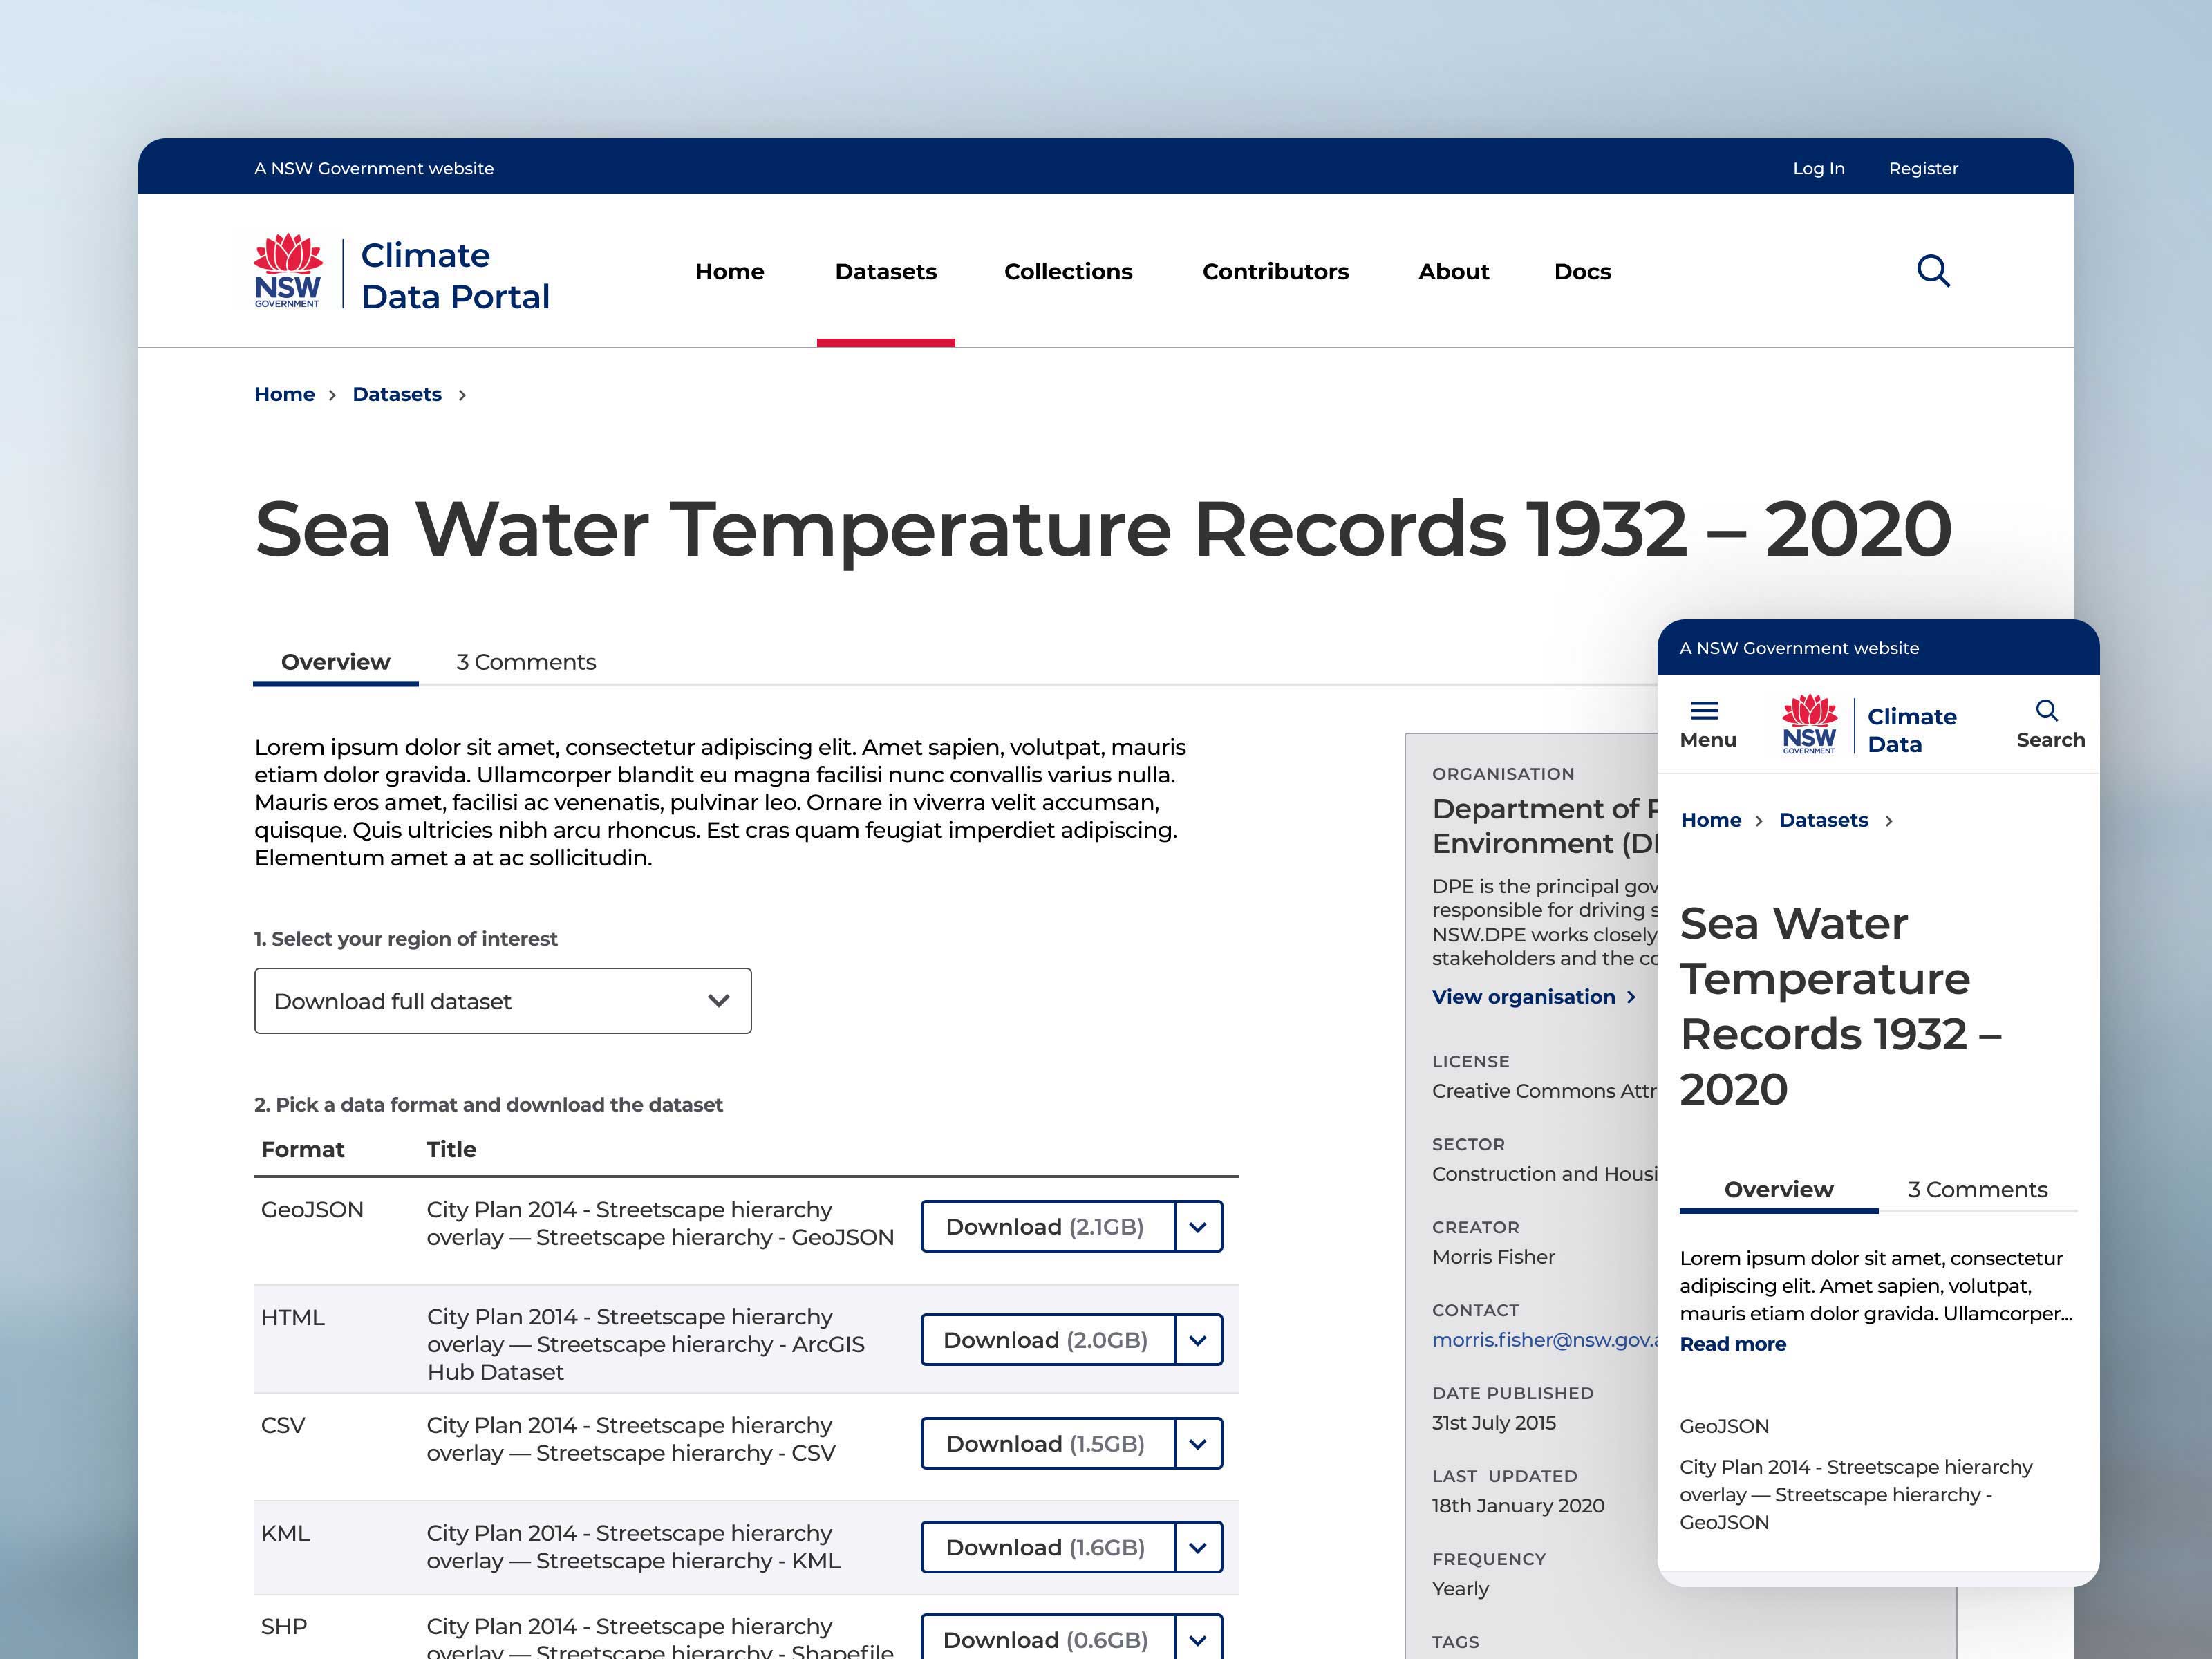 A NSW Government website
Log In
Register
NSW
GOVERNMENT
Climate
Data Portal
Home
Datasets
Collections
Contributors
About
Docs
Home
Datasets
Sea Water Temperature Records 1932 – 2020
Overview
3 Comments
Lorem ipsum dolor sit amet, consectetur adipiscing elit. Amet sapien, volutpat, mauris
etiam dolor gravida. Ullamcorper blandit eu magna facilisi nunc convallis varius nulla.
Mauris eros amet, facilisi ac venenatis, pulvinar leo. Ornare in viverra velit accumsan,
quisque. Quis ultricies nibh arcu rhoncus. Est cras quam feugiat imperdiet adipiscing.
Elementum amet a at ac sollicitudin.
1. Select your region of interest
Download full dataset
2. Pick a data format and download the dataset
Format
Title
GeoJSON
City Plan 2014 - Streetscape hierarchy
overlay — Streetscape hierarchy - GeoJSON
Download (2.1GB)
HTML
City Plan 2014 - Streetscape hierarchy
overlay — Streetscape hierarchy - ArcGIS
Hub Dataset
Download (2.0GB)
CSV
City Plan 2014 - Streetscape hierarchy
overlay — Streetscape hierarchy - CSV
Download (1.5GB)
KML
City Plan 2014 - Streetscape hierarchy
overlay — Streetscape hierarchy - KML
Download (1.6GB)
SHP
City Plan 2014 - Streetscape hierarchy
overlay — Streetscape hierarchy - Shapefile
Download (0.6GB)
ORGANISATION
Department of
Environment
DPE is the principal
responsible for driving
NSW.DPE works closely
stakeholders and the
View organisation
LICENSE
Creative Commons
SECTOR
Construction and
CREATOR
Morris Fisher
CONTACT
morris.fisher@nsw.gov.
DATE PUBLISHED
31st July 2015
LAST UPDATED
18th January 2020
FREQUENCY
Yearly
TAGS
A NSW Government website
Menu
NSW
GOVERNMENT
Climate
Data
Search
Home
Datasets
Sea Water
Temperature
Records 1932 –
2020
Overview
3 Comments
Lorem ipsum dolor sit amet, consectetur
adipiscing elit. Amet sapien, volutpat,
mauris etiam dolor gravida. Ullamcorper...
Read more
GeoJSON
City Plan 2014 - Streetscape hierarchy
overlay — Streetscape hierarchy -
GeoJSON